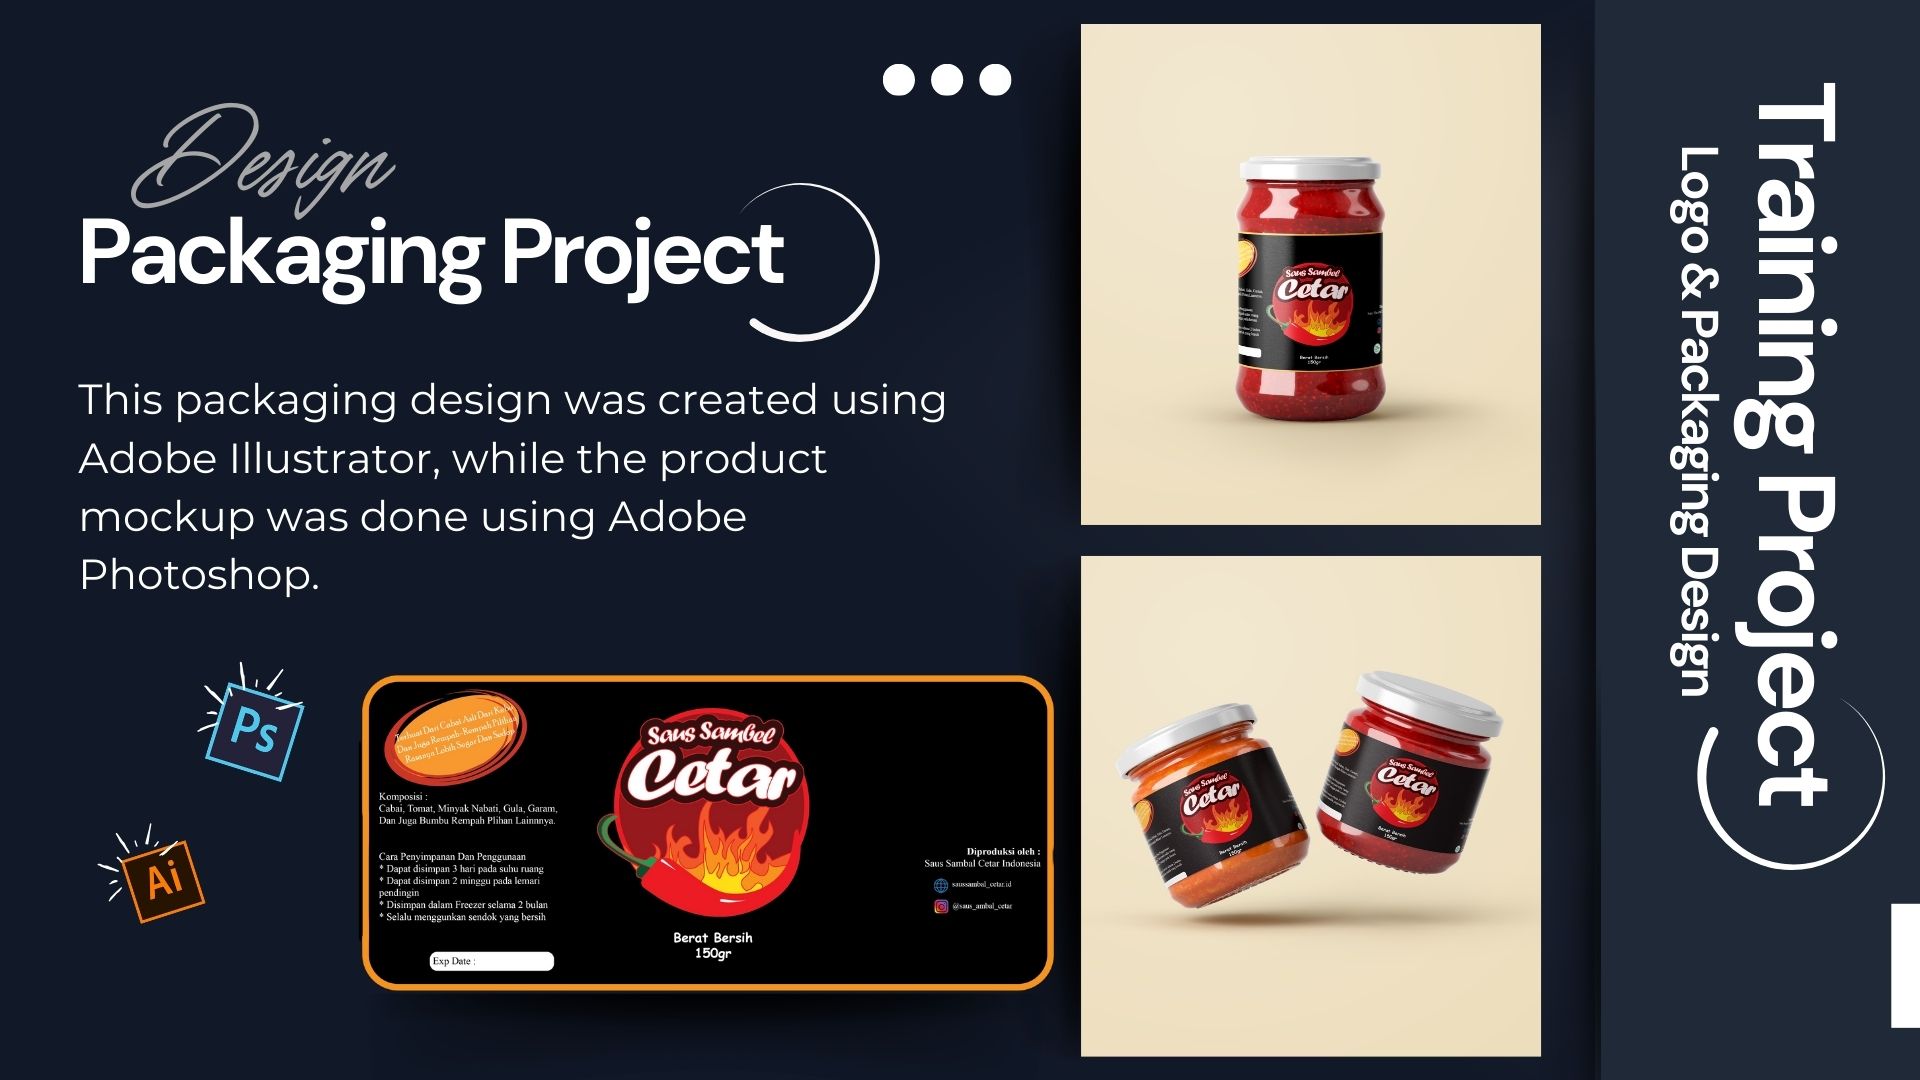 Design
Packaging Project
This packaging design was created using
Adobe Illustrator, while the product
mockup was done using Adobe
Photoshop.
Ps
Ai
Terbuat Dari Cabai Asli Dari Kebun
Dan Juga Rempah-Rempah Pilihan
Rasanya Lebih Segar Dan Sedap
Komposisi :
Cabai, Tomat, Minyak Nabati, Gula, Garam,
Dan Juga Bumbu Rempah Plihan Lainnnya.
Cara Penyimpanan Dan Penggunaan
* Dapat disimpan 3 hari pada suhu ruang
* Dapat disimpan 2 minggu pada lemari
pendingin
* Disimpan dalam Freezer selama 2 bulan
* Selalu menggunkan sendok yang bersih
Exp Date :
Saus Sambel
Cetar
Berat Bersih
150gr
Diproduksi oleh :
Saus Sambal Cetar Indonesia
saussambal_cetar.id
@saus_ambal_cetar
Saus Sambel
Cetar
Berat Bersih
150gr
Saus Sambel
Cetar
Berat Bersih
150gr
Saus Sambel
Cetar
Berat Bersih
150gr
Training Project
Logo & Packaging Design